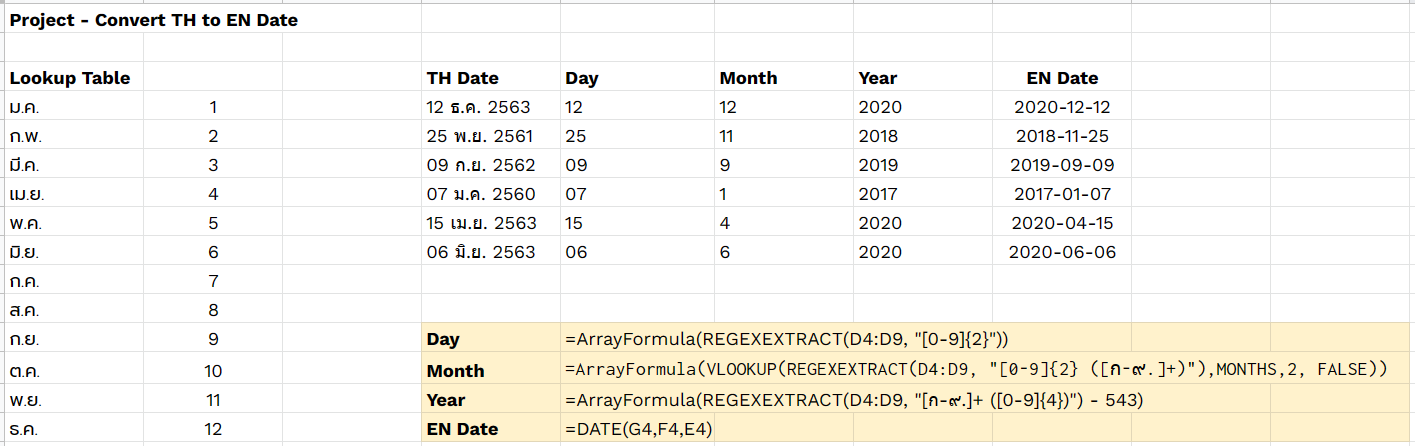 Project - Convert TH to EN Date
Lookup Table TH Date Day Month Year EN Date
ม.ค. 1 12 ธ.ค. 2563 12 12 2020 2020-12-12
ก.พ. 2 25 พ.ย. 2561 25 11 2018 2018-11-25
มี.ค. 3 09 ก.ย. 2562 09 9 2019 2019-09-09
เม.ย. 4 07 ม.ค. 2560 07 1 2017 2017-01-07
พ.ค. 5 15 เม.ย. 2563 15 4 2020 2020-04-15
มิ.ย. 6 06 มิ.ย. 2563 06 6 2020 2020-06-06
ก.ค. 7
ส.ค. 8
ก.ย. 9 Day =ArrayFormula(REGEXEXTRACT(D4:D9, "[0-9]{2}"))
ต.ค. 10 Month =ArrayFormula(VLOOKUP(REGEXEXTRACT(D4:D9, "[0-9]{2} ([ก-๙.]+)"),MONTHS,2, FALSE))
พ.ย. 11 Year =ArrayFormula(REGEXEXTRACT(D4:D9, "[ก-๙.]+ ([0-9]{4})") - 543)
ธ.ค. 12 EN Date =DATE(G4,F4,E4)